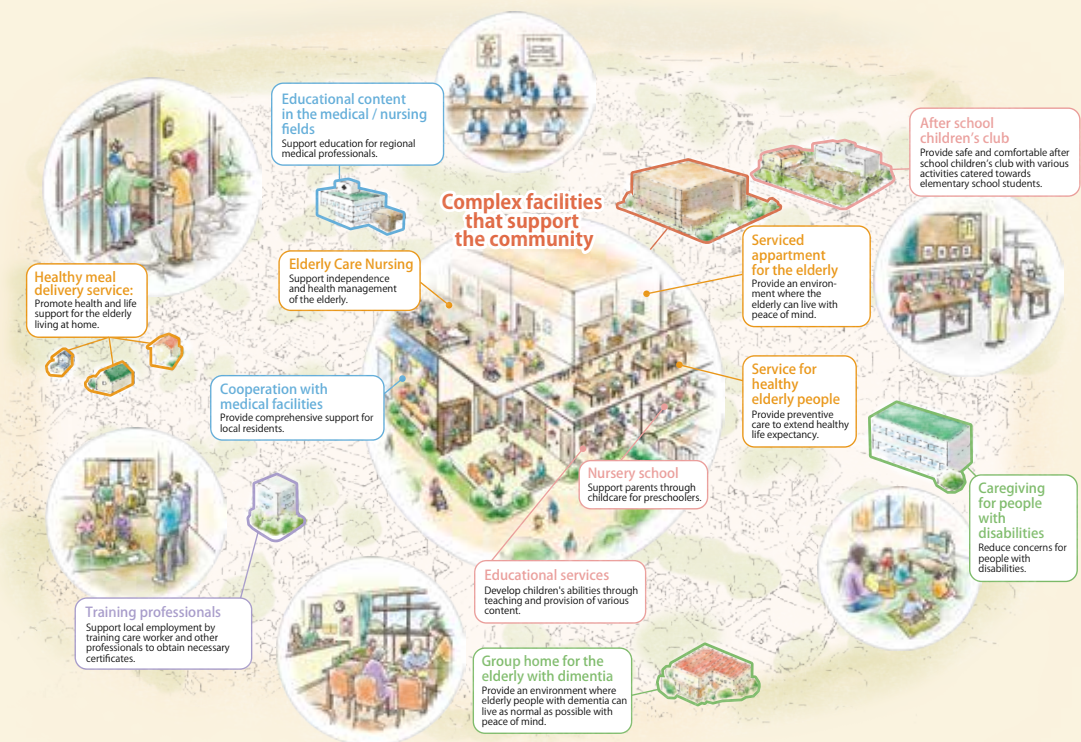 Educational content
in the medical / nursing
fields
Support education for regional
medical professionals.
After school
children's club
Provide safe and comfortable after
school children's club with various
activities catered towards
elementary school students.
Complex facilities
that support
the community
Elderly Care Nursing
Support independence
and health management
of the elderly.
Serviced
appartment
for the elderly
Provide an environ-
ment where the
elderly can live with
peace of mind.
Healthy meal
delivery service:
Promote health and life
support for the elderly
living at home.
Cooperation with
medical facilities
Provide comprehensive support for
local residents.
Service for
healthy
elderly people
Provide preventive
care to extend healthy
life expectancy.
Nursery school
Support parents through
childcare for preschoolers.
Caregiving
for people
with
disabilities
Reduce concerns for
people with
disabilities.
Educational services
Develop children's abilities through
teaching and provision of various
content.
Training professionals
Support local employment by
training care worker and other
professionals to obtain necessary
certificates.
Group home for the
elderly with dimentia
Provide an environment where
elderly people with dementia can
live as normal as possible with
peace of mind.